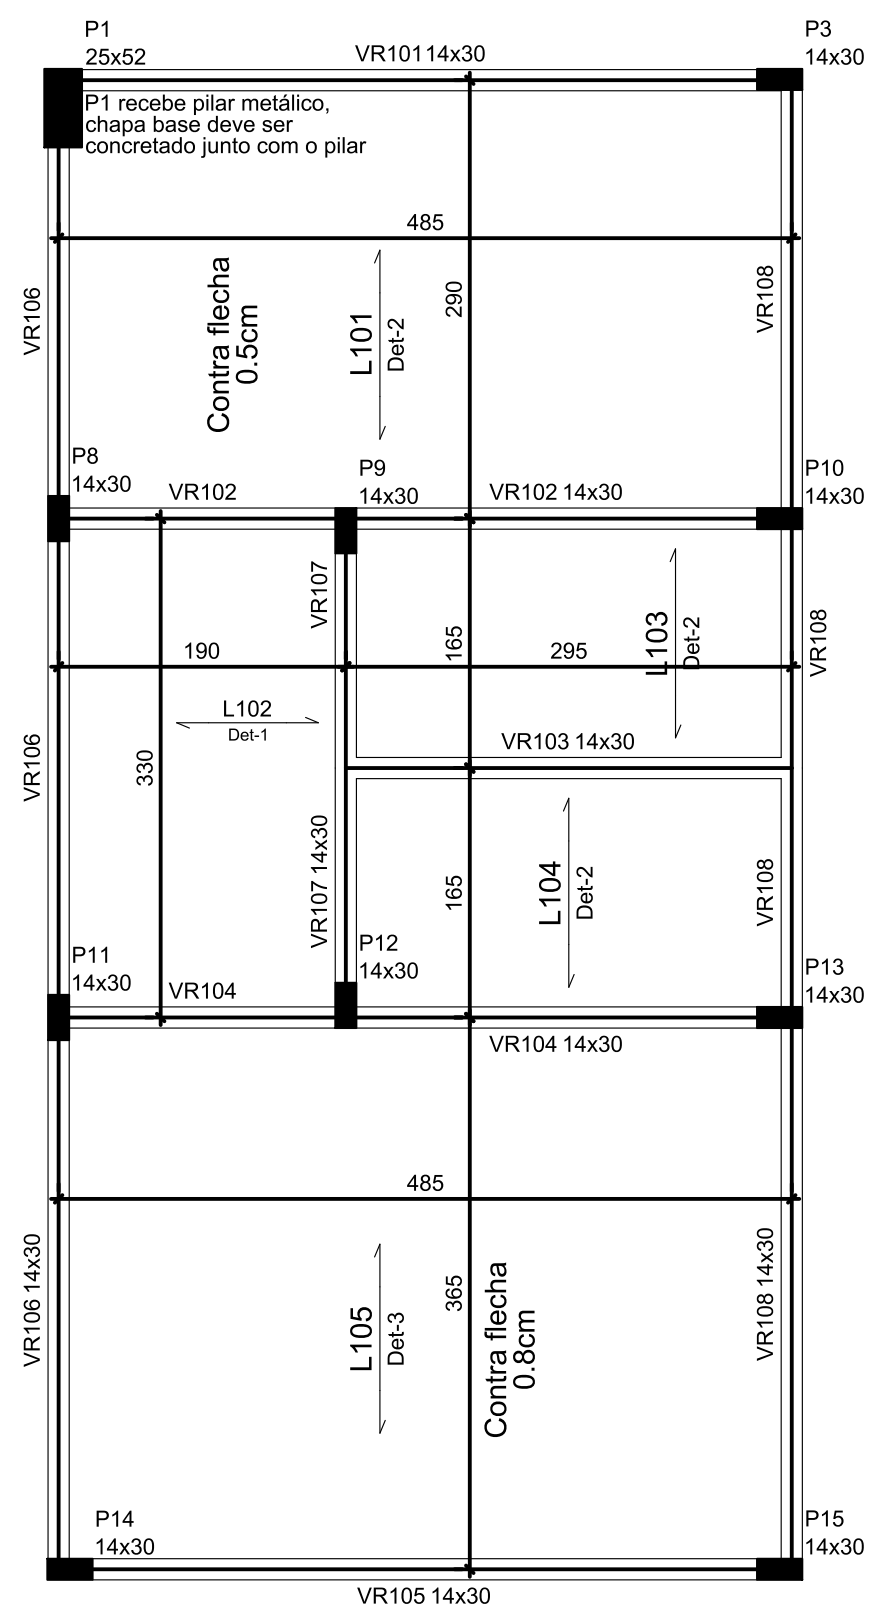 P1
25x52
VR101 14x30
P3
14x30
P1 recebe pilar metálico,
chapa base deve ser
concretado junto com o pilar
485
VR106
Contra flecha
0.5cm
L101
Det-2
290
VR108
P8
14x30
VR102
P9
14x30
VR102 14x30
P10
14x30
VR107
165
L103
Det-2
VR108
190
295
L102
Det-1
VR103 14x30
VR106
330
VR107 14x30
165
L104
Det-2
VR108
P11
14x30
VR104
P12
14x30
P13
14x30
VR104 14x30
485
VR106 14x30
L105
Det-3
365
Contra flecha
0.8cm
VR108 14x30
P14
14x30
P15
14x30
VR105 14x30